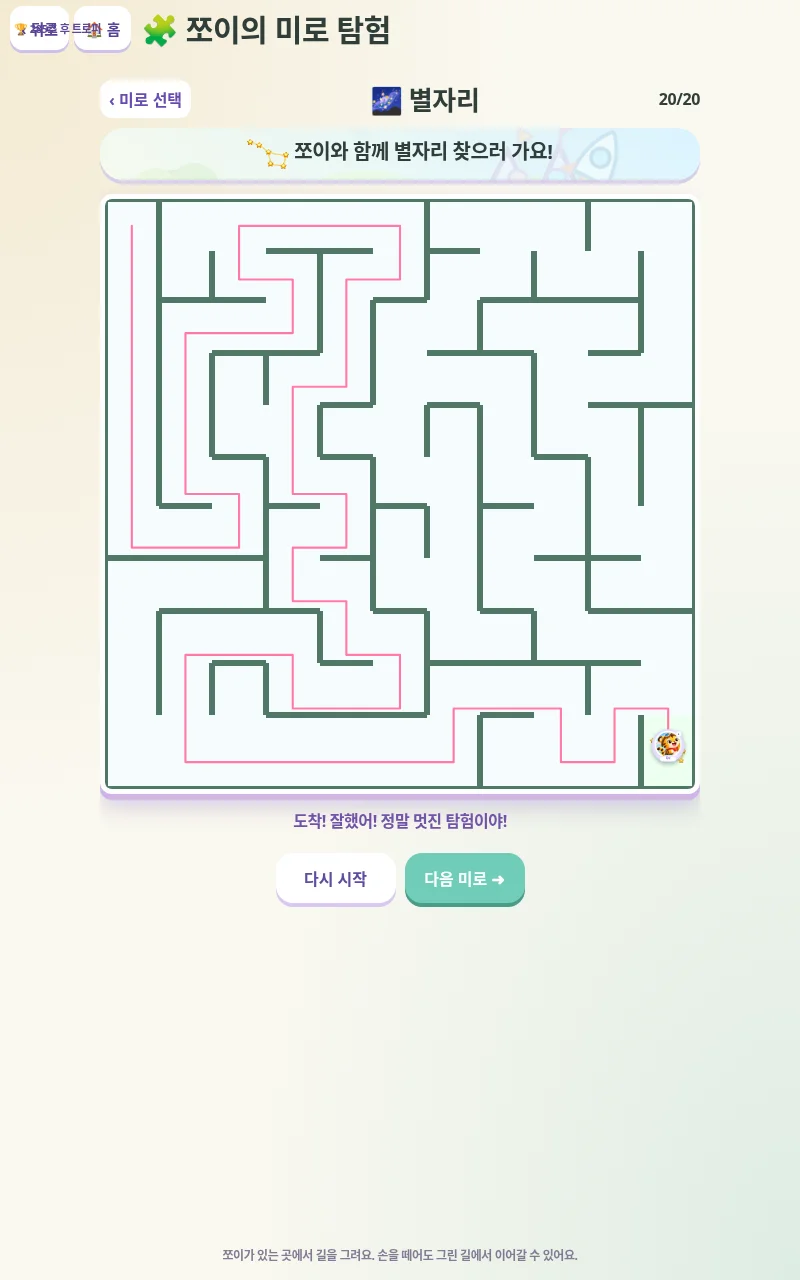 홈
쪼이의 미로 탐험
‹ 미로 선택
별자리
20/20
쪼이와 함께 별자리 찾으러 가요!
도착! 잘했어! 정말 멋진 탐험이야!
다시 시작
다음 미로 ➜
쪼이가 있는 곳에서 길을 그려요. 손을 떼어도 그린 길에서 이어갈 수 있어요.